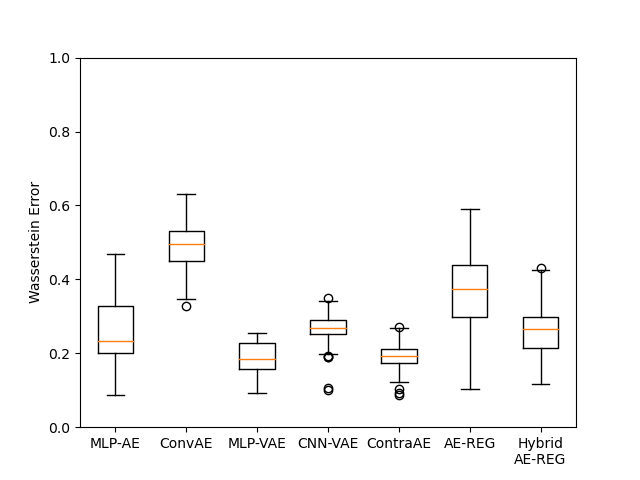 1.0
0.8
0.6
0.4
0.2
0.0
Wasserstein Error
MLP-AE ConvAE MLP-VAE CNN-VAE ContraAE AE-REG Hybrid
AE-REG